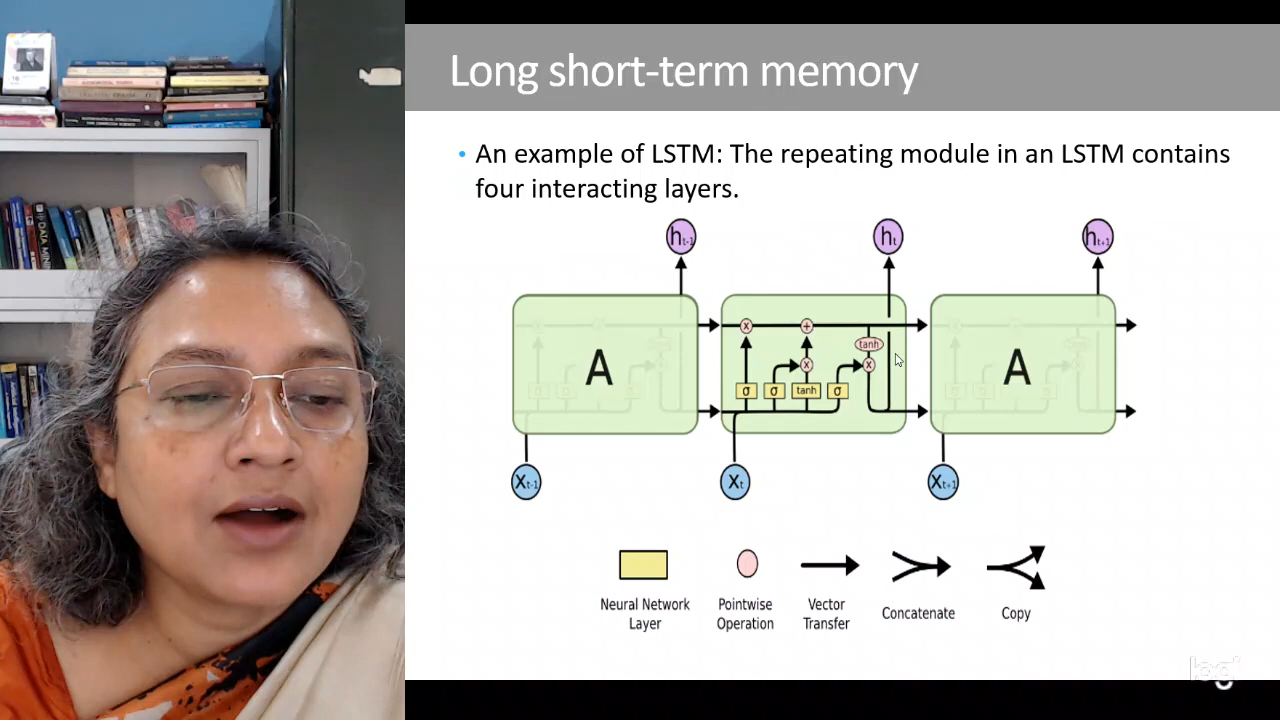 Long short-term memory
• An example of LSTM: The repeating module in an LSTM contains
four interacting layers.
ht-1 ht ht+1
A A
x +
tanh
x x
σ σ tanh σ
Xt-1 Xt Xt+1
Neural Network Layer
Pointwise Operation
Vector Transfer
Concatenate
Copy
DATA MINI